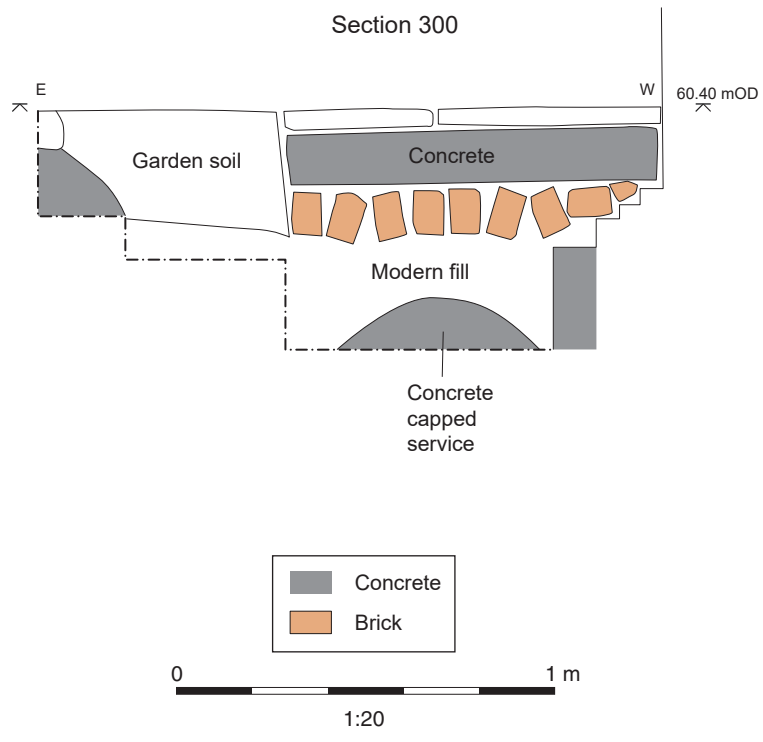 Section 300
E
W
60.40 mOD
Garden soil
Concrete
Modern fill
Concrete
capped
service
Concrete
Brick
0
1 m
1:20